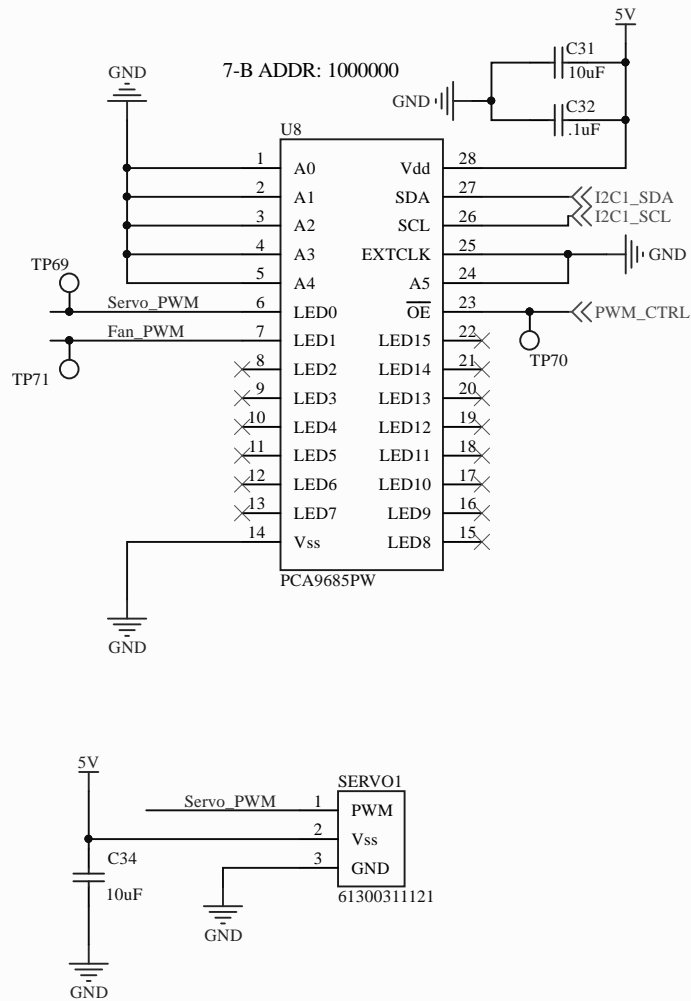 5V
C31
10uF
GND
7-B ADDR: 1000000
GND
C32
.1uF
U8
1 A0 Vdd 28
2 A1 SDA 27 I2C1_SDA
3 A2 SCL 26 I2C1_SCL
4 A3 EXTCLK 25 GND
5 A4 A5 24
TP69
Servo_PWM 6 LED0 OE 23 PWM_CTRL
Fan_PWM 7 LED1 LED15 22
TP71 TP70
8 LED2 LED14 21
9 LED3 LED13 20
10 LED4 LED12 19
11 LED5 LED11 18
12 LED6 LED10 17
13 LED7 LED9 16
14 Vss LED8 15
PCA9685PW
GND
5V
SERVO1
Servo_PWM 1 PWM
2 Vss
C34
3 GND
10uF
61300311121
GND
GND